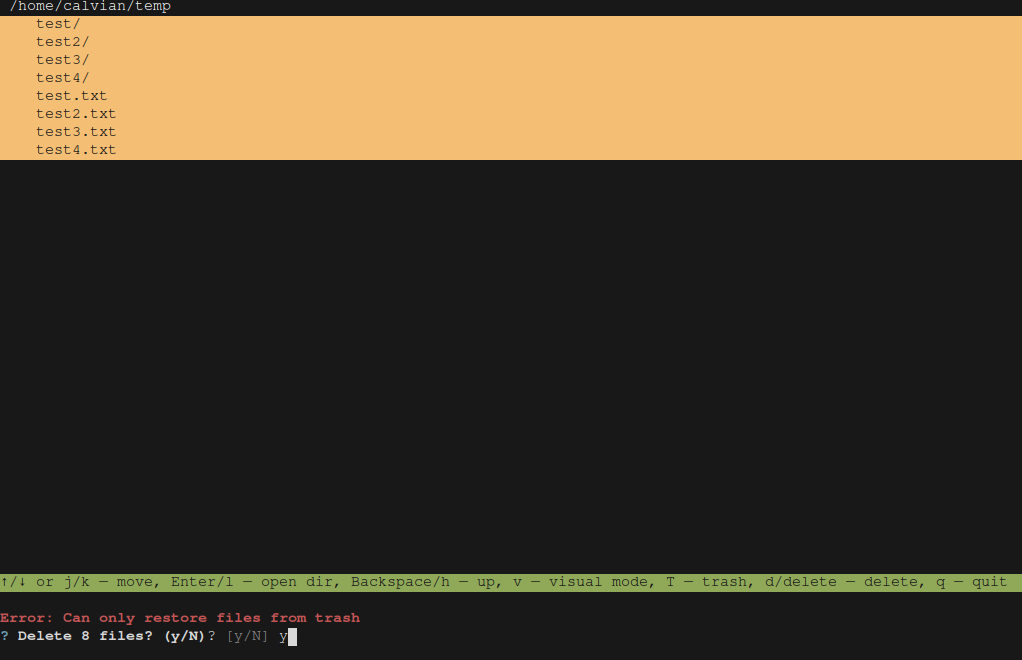 /home/calvian/temp
test/
test2/
test3/
test4/
test.txt
test2.txt
test3.txt
test4.txt
↑/↓ or j/k — move, Enter/l — open dir, Backspace/h — up, v — visual mode, T — trash, d/delete — delete, q — quit
Error: Can only restore files from trash
? Delete 8 files? (y/N)? [y/N] y